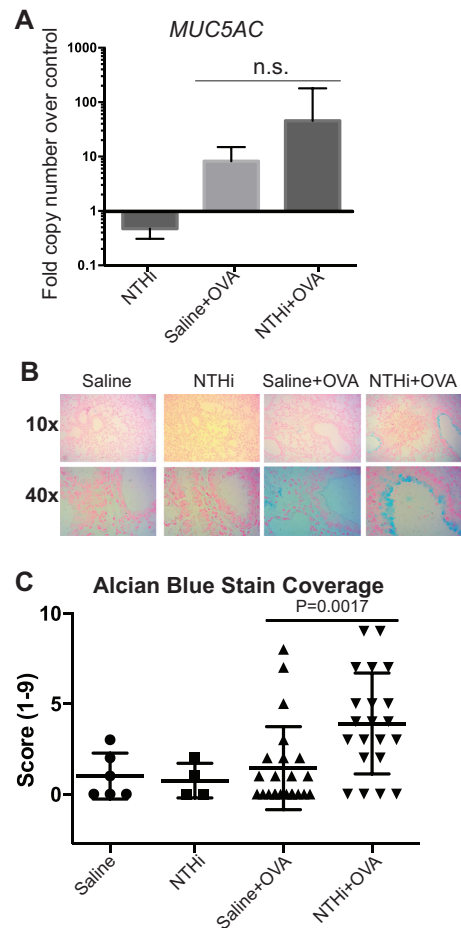 A
MUC5AC
Fold copy number over control
1000
100
10
1
0.1
n.s.
NTHi
Saline+OVA
NTHi+OVA
B
Saline NTHi Saline+OVA NTHi+OVA
10x
40x
C
Alcian Blue Stain Coverage
P=0.0017
Score (1-9)
10
5
0
Saline
NTHi
Saline+OVA
NTHi+OVA